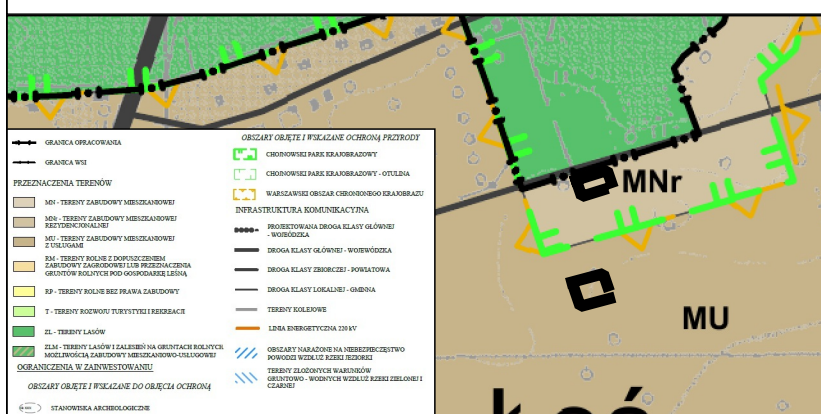 GRANICA OPRACOWANIA
GRANICA WSI
PRZEZNACZENIA TERENÓW
MN - TERENY ZABUDOWY MIESZKANIOWEJ
MNr - TERENY ZABUDOWY MIESZKANIOWEJ
REZYDENCJONALNEJ
MU - TERENY ZABUDOWY MIESZKANIOWEJ
Z USŁUGAMI
RM - TERENY ROLNE Z DOPUSZCZENIEM
ZABUDOWY ZAGRODOWEJ LUB PRZEZNACZENIA
GRUNTÓW ROLNYCH POD GOSPODARKĘ LEŚNĄ
RP - TERENY ROLNE BEZ PRAWA ZABUDOWY
T - TERENY ROZWOJU TURYSTYKI I REKREACJI
ZL - TERENY LASÓW
ZLM - TERENY LASÓW I ZALESIEŃ NA GRUNTACH ROLNYCH
MOŻLIWOŚCIĄ ZABUDOWY MIESZKANIOWO-USŁUGOWEJ
OGRANICZENIA W ZAINWESTOWANIU
OBSZARY OBJĘTE I WSKAZANE DO OBJĘCIA OCHRONĄ
STANOWISKA ARCHEOLOGICZNE
OBSZARY OBJĘTE I WSKAZANE OCHRONĄ PRZYRODY
CHOJNOWSKI PARK KRAJOBRAZOWY
CHOJNOWSKI PARK KRAJOBRAZOWY - OTULINA
WARSZAWSKI OBSZAR CHRONIONEGO KRAJOBRAZU
INFRASTRUKTURA KOMUNIKACYJNA
PROJEKTOWANA DROGA KLASY GŁÓWNEJ
- WOJEWÓDZKA
DROGA KLASY GŁÓWNEJ - WOJEWÓDZKA
DROGA KLASY ZBIORCZEJ - POWIATOWA
DROGA KLASY LOKALNEJ - GMINNA
TERENY KOLEJOWE
LINIA ENERGETYCZNA 220 kV
OBSZARY NARAŻONE NA NIEBEZPIECZEŃSTWO
POWODZI WZDŁUŻ RZEKI JEZIORKI
TERENY ZŁOŻONYCH WARUNKÓW
GRUNTOWO - WODNYCH WZDŁUŻ RZEKI ZIELONEJ I
CZARNEJ
MNr
MU